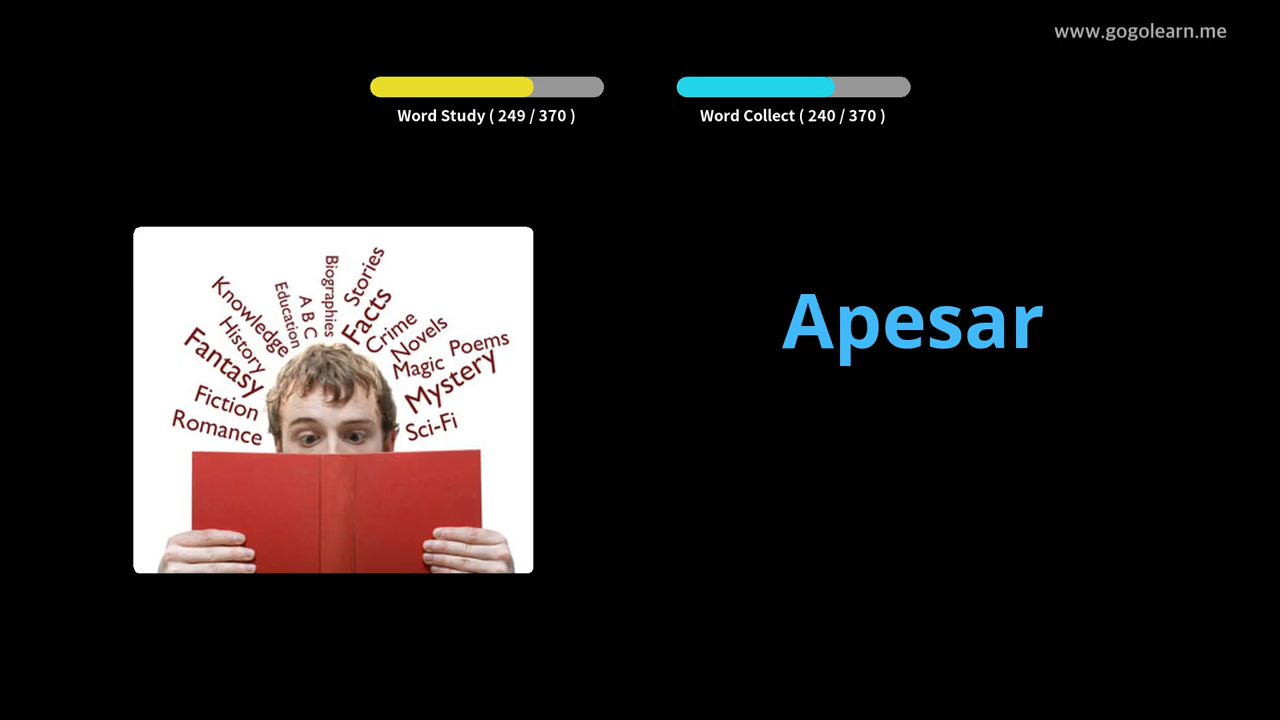 www.gogolearn.me
Word Study ( 249 / 370 )
Word Collect ( 240 / 370 )
Apesar
Biographies
Stories
Education
A B C
Facts
Knowledge
Crime
History
Novels
Fantasy
Magic
Poems
Mystery
Fiction
Romance
Sci-Fi